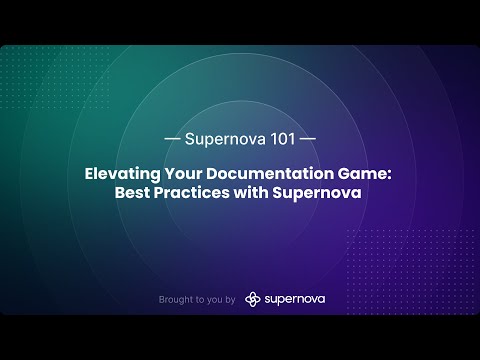 — Supernova 101 —
Elevating Your Documentation Game:
Best Practices with Supernova
Brought to you by supernova